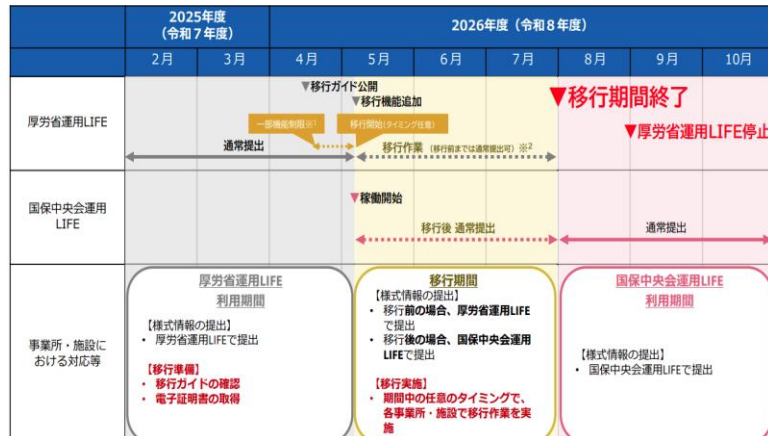 2025年度
（令和７年度）
2026年度（令和８年度）
2月
3月
4月
5月
6月
7月
8月
9月
10月
厚労省運用LIFE
▼移行ガイド公開
▼移行機能追加
一部機能制限※1
移行開始(タイミング任意)
通常提出
移行作業（移行前までは通常提出可）※2
▼移行期間終了
▼厚労省運用LIFE停止
国保中央会運用
LIFE
▼稼働開始
移行後 通常提出
通常提出
事業所・施設に
おける対応等
厚労省運用LIFE
利用期間
【様式情報の提出】
• 厚労省運用LIFEで提出
【移行準備】
• 移行ガイドの確認
• 電子証明書の取得
移行期間
【様式情報の提出】
• 移行前の場合、厚労省運用LIFE
で提出
• 移行後の場合、国保中央会運用
LIFEで提出
【移行実施】
• 期間中の任意のタイミングで、
各事業所・施設で移行作業を実
施
国保中央会運用LIFE
利用期間
【様式情報の提出】
• 国保中央会運用LIFEで提出